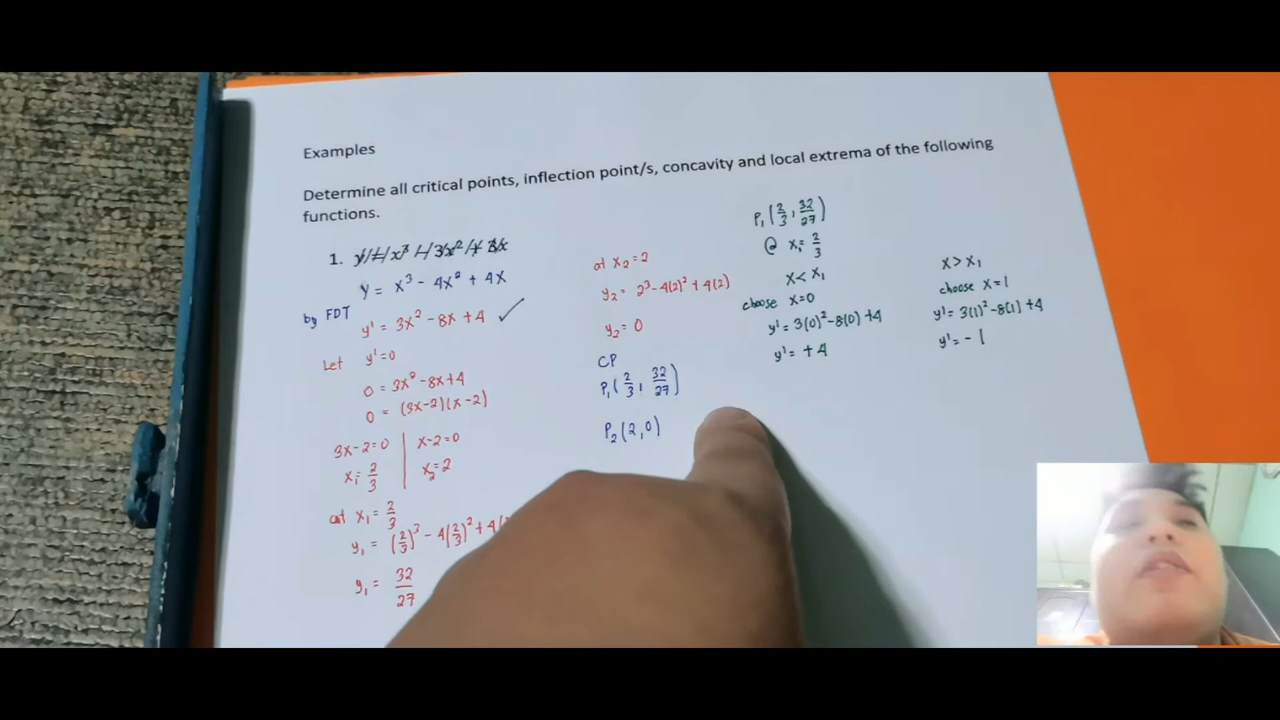 Examples
Determine all critical points, inflection point/s, concavity and local extrema of the following
functions.
1.
y = x³ - 4x² + 4x
by FDT
y' = 3x² - 8x + 4 ✓
Let y' = 0
0 = 3x² - 8x + 4
0 = (3x-2)(x-2)
3x-2=0 | x-2=0
x₁= 2/3 | x₂=2
at x₁ = 2/3
y₁ = (2/3)³ - 4(2/3)² + 4(
y₁ = 32/27
at x₂ = 2
y₂ = 2³ - 4(2)² + 4(2)
y₂ = 0
CP
P₁(2/3, 32/27)
P₂(2, 0)
P₁(2/3, 32/27)
@ x₁= 2/3
x < x₁
choose x=0
y' = 3(0)² - 8(0) + 4
y' = + 4
x > x₁
choose x = 1
y' = 3(1)² - 8(1) + 4
y' = - 1